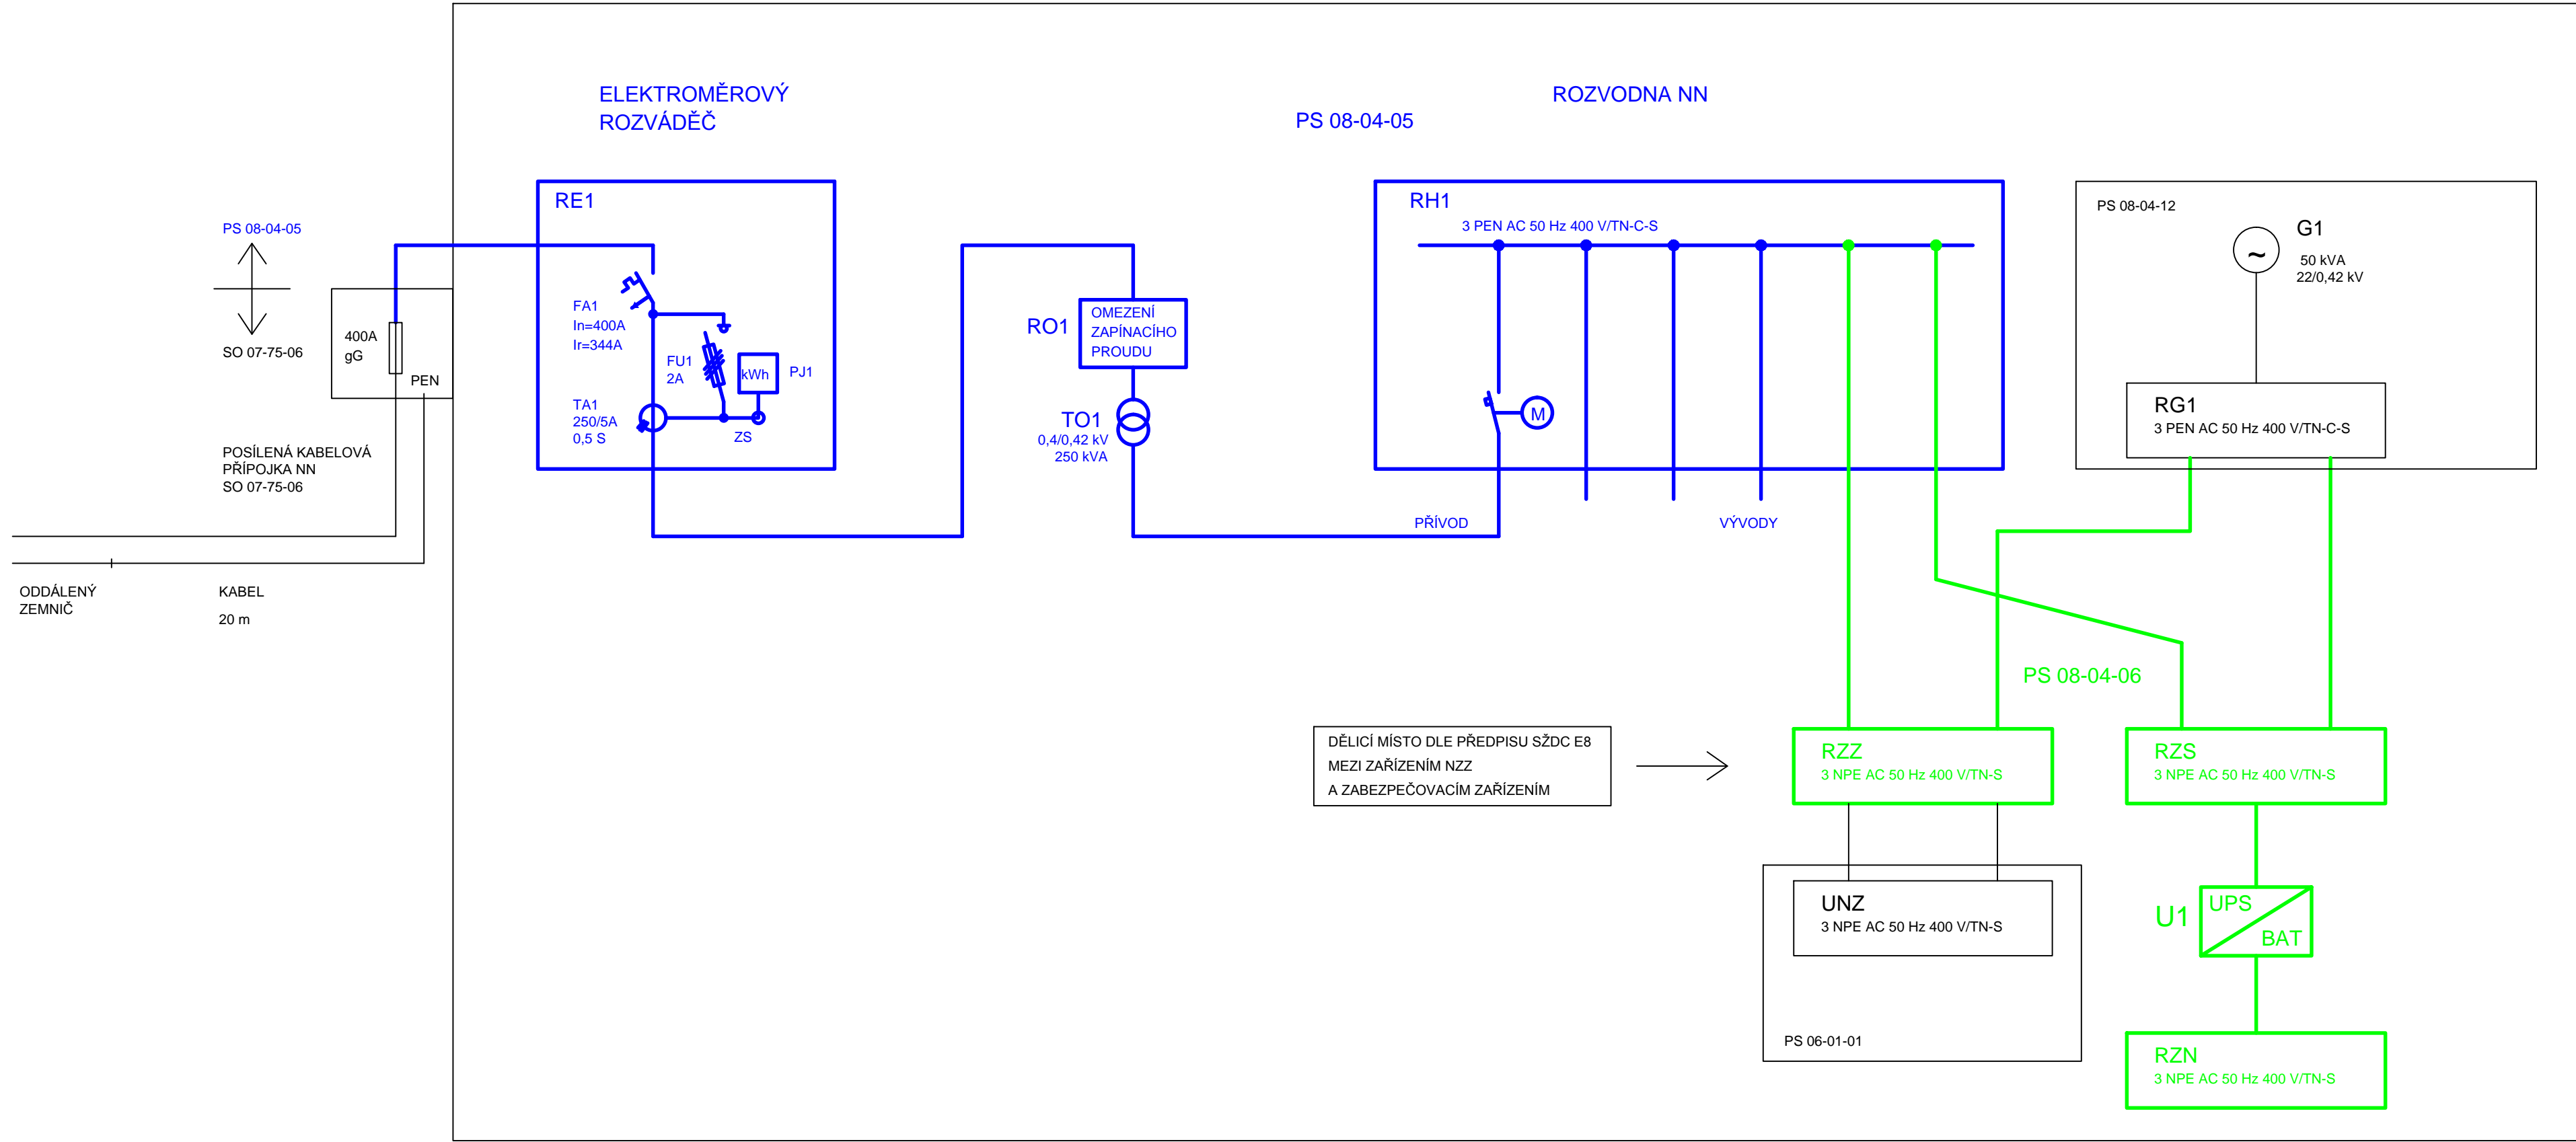 ELEKTROMĚROVÝ
ROZVÁDĚČ
PS 08-04-05
ROZVODNA NN
PS 08-04-05
SO 07-75-06
400A
gG
PEN
POSÍLENÁ KABELOVÁ
PŘÍPOJKA NN
SO 07-75-06
ODDÁLENÝ
ZEMNIČ
KABEL
20 m
RE1
FA1
In=400A
Ir=344A
FU1
2A
kWh
PJ1
TA1
250/5A
0,5 S
ZS
RO1
OMEZENÍ
ZAPÍNACÍHO
PROUDU
TO1
0,4/0,42 kV
250 kVA
RH1
3 PEN AC 50 Hz 400 V/TN-C-S
M
PŘÍVOD
VÝVODY
PS 08-04-12
G1
~
50 kVA
22/0,42 kV
RG1
3 PEN AC 50 Hz 400 V/TN-C-S
PS 08-04-06
DĚLICÍ MÍSTO DLE PŘEDPISU SŽDC E8
MEZI ZAŘÍZENÍM NZZ
A ZABEZPEČOVACÍM ZAŘÍZENÍM
RZZ
3 NPE AC 50 Hz 400 V/TN-S
RZS
3 NPE AC 50 Hz 400 V/TN-S
UNZ
3 NPE AC 50 Hz 400 V/TN-S
PS 06-01-01
U1
UPS
BAT
RZN
3 NPE AC 50 Hz 400 V/TN-S